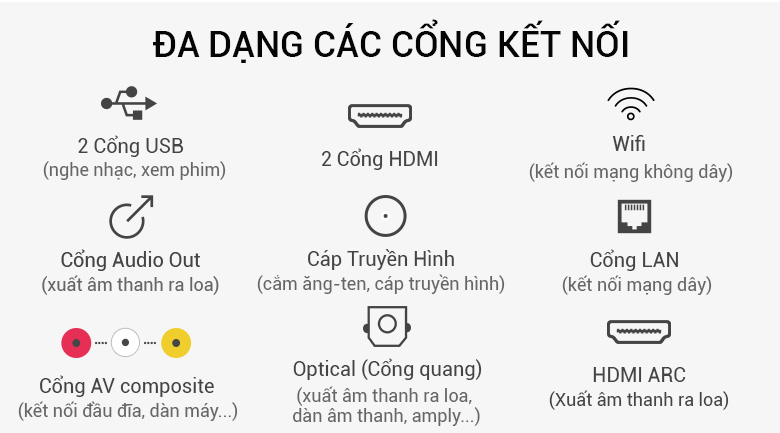 ĐA DẠNG CÁC CỔNG KẾT NỐI
2 Cổng USB
(nghe nhạc, xem phim)
2 Cổng HDMI
Wifi
(kết nối mạng không dây)
Cổng Audio Out
(xuất âm thanh ra loa)
Cáp Truyền Hình
(cắm ăng-ten, cáp truyền hình)
Cổng LAN
(kết nối mạng dây)
Cổng AV composite
(kết nối đầu đĩa, dàn máy...)
Optical (Cổng quang)
(xuất âm thanh ra loa,
dàn âm thanh, amply...)
HDMI ARC
(Xuất âm thanh ra loa)